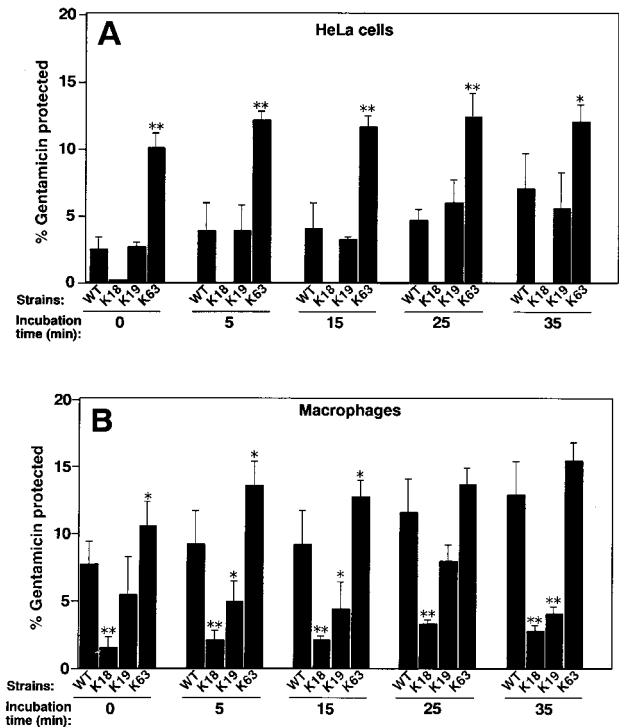 A
HeLa cells
% Gentamicin protected
20
15
10
5
0
** ** ** ** *
Strains: WT K18 K19 K63 WT K18 K19 K63 WT K18 K19 K63 WT K18 K19 K63 WT K18 K19 K63
Incubation time (min): 0 5 15 25 35
B
Macrophages
% Gentamicin protected
20
15
10
5
0
** * ** * * ** * * ** ** **
Strains: WT K18 K19 K63 WT K18 K19 K63 WT K18 K19 K63 WT K18 K19 K63 WT K18 K19 K63
Incubation time (min): 0 5 15 25 35